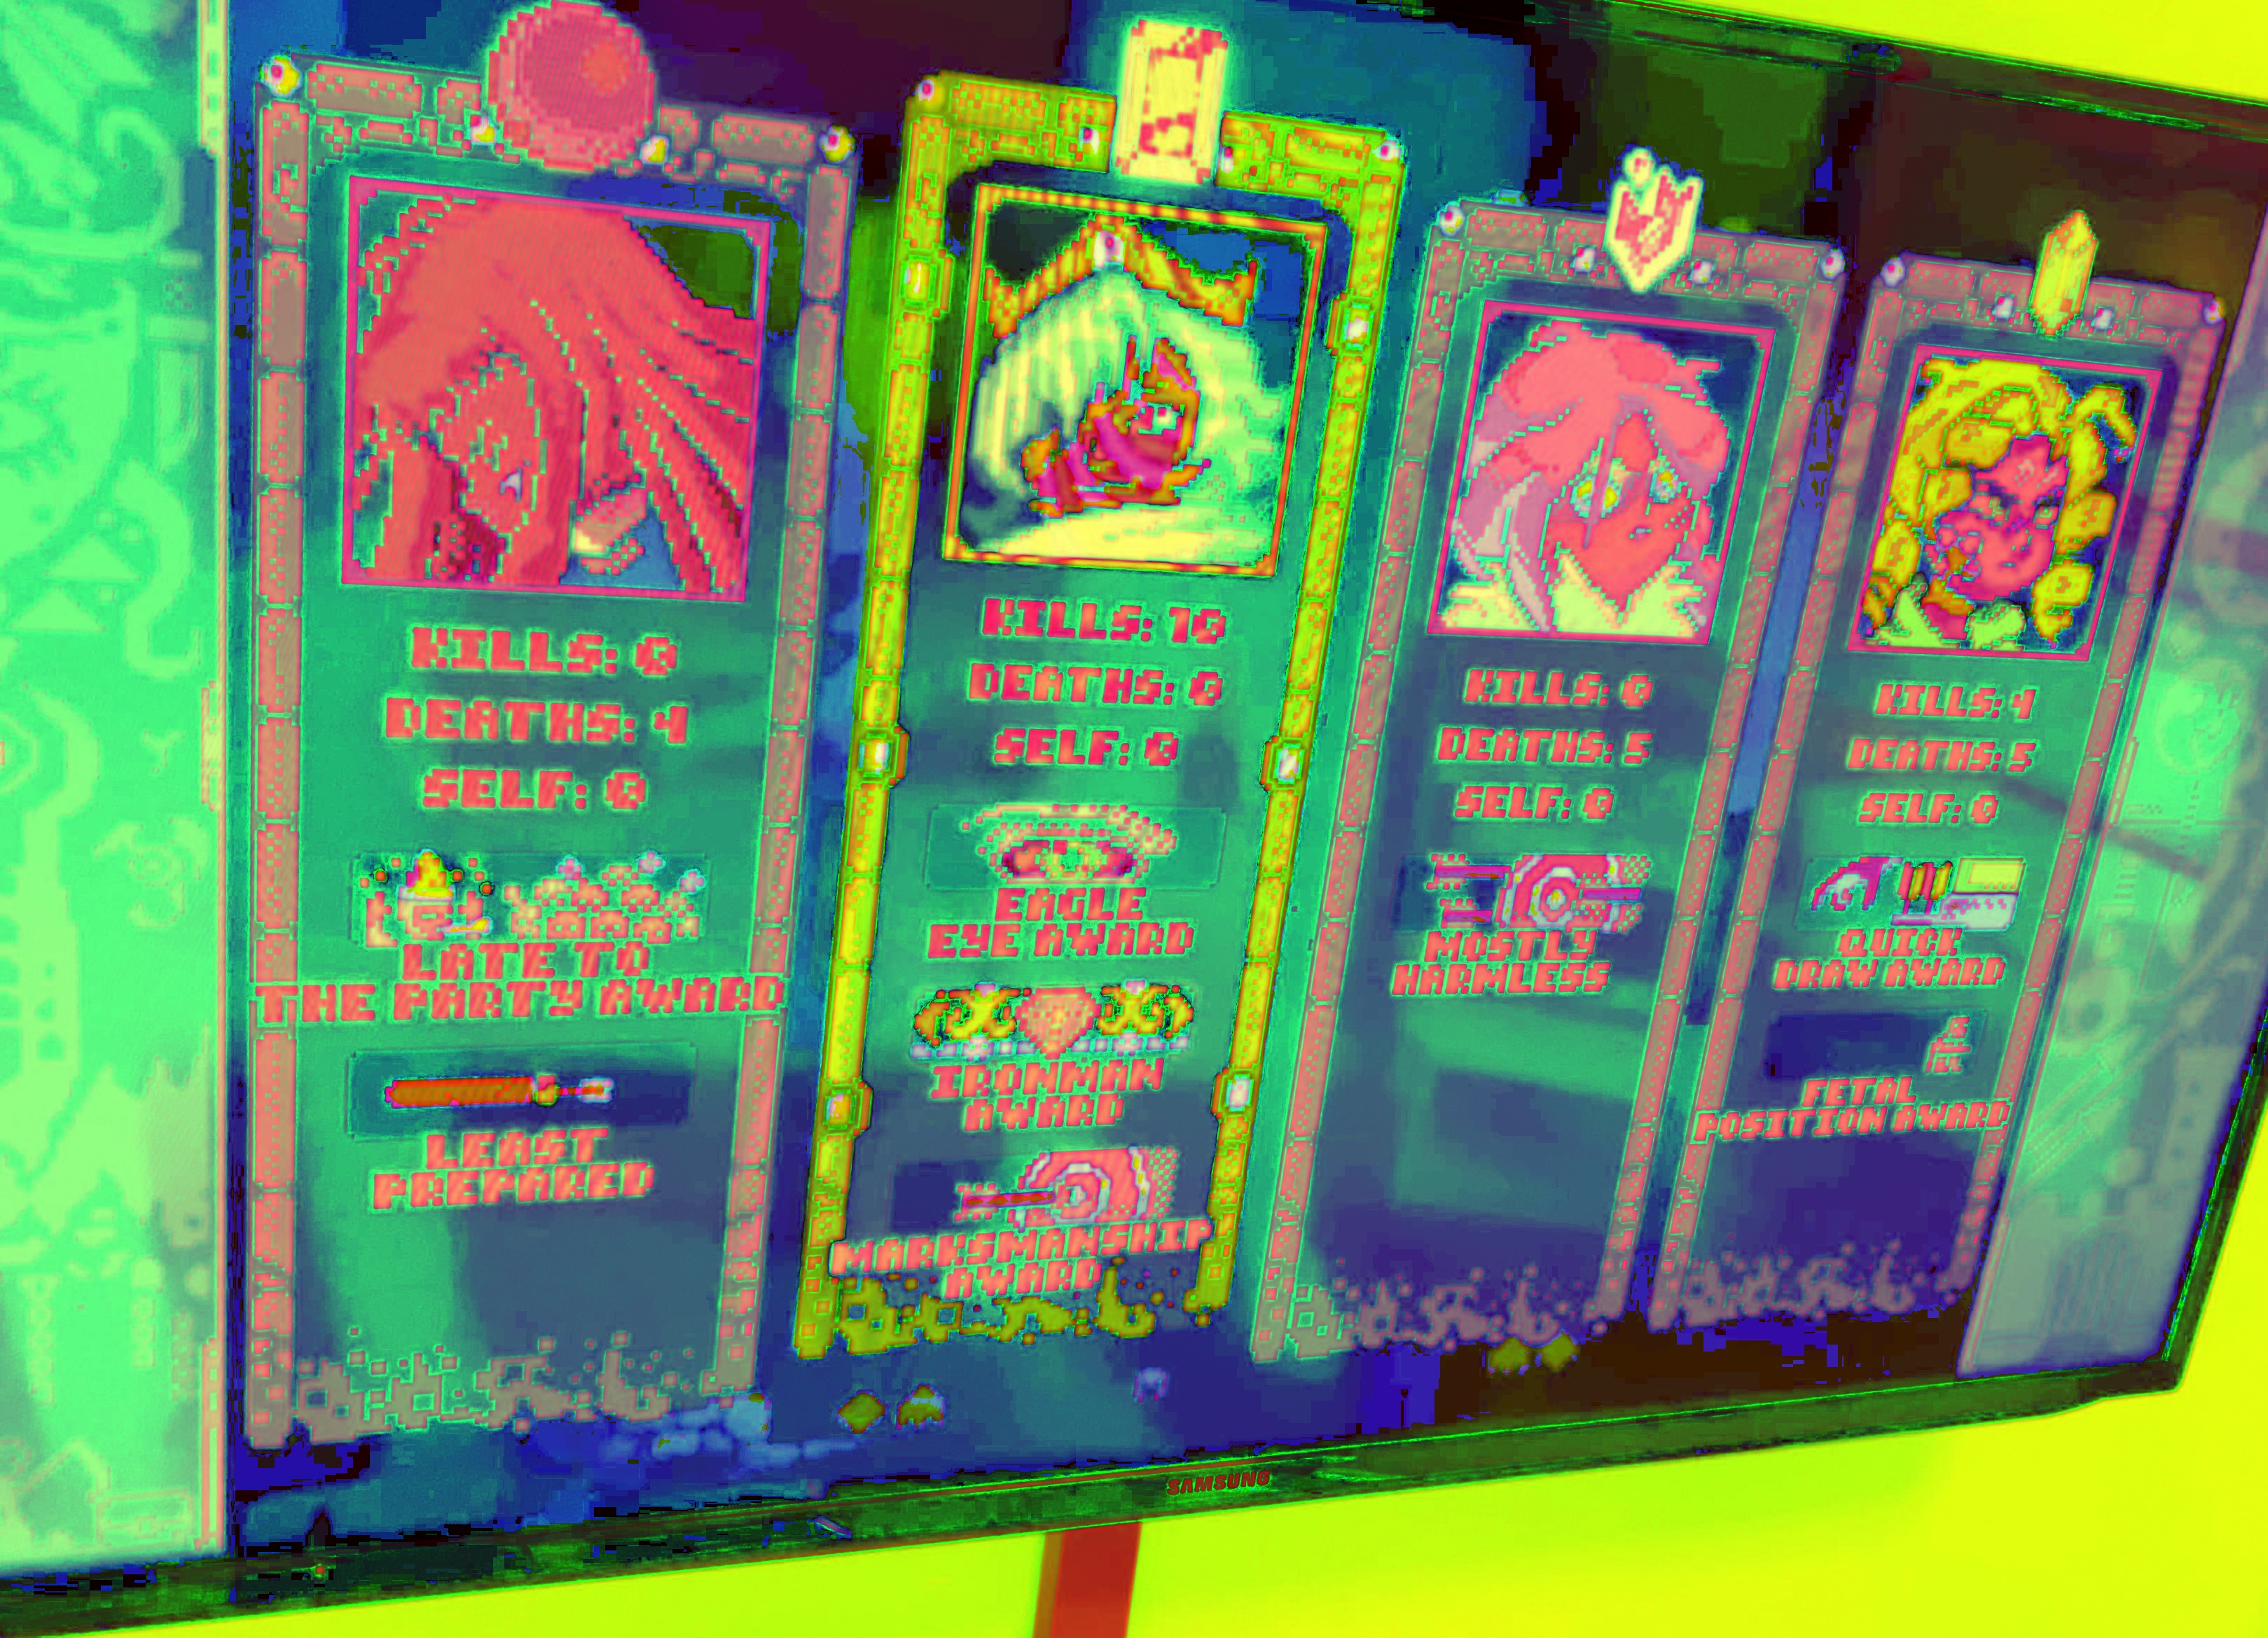 KILLS: 0
DEATHS: 4
SELF: 0
LATE TO
THE PARTY AWARD
LEAST
PREPARED
KILLS: 10
DEATHS: 0
SELF: 0
EAGLE
EYE AWARD
IRONMAN
AWARD
MARKSMANSHIP
AWARD
KILLS: 0
DEATHS: 5
SELF: 0
MOSTLY
HARMLESS
KILLS: 4
DEATHS: 5
SELF: 0
QUICK
DRAW AWARD
FETAL
POSITION AWARD
SAMSUNG